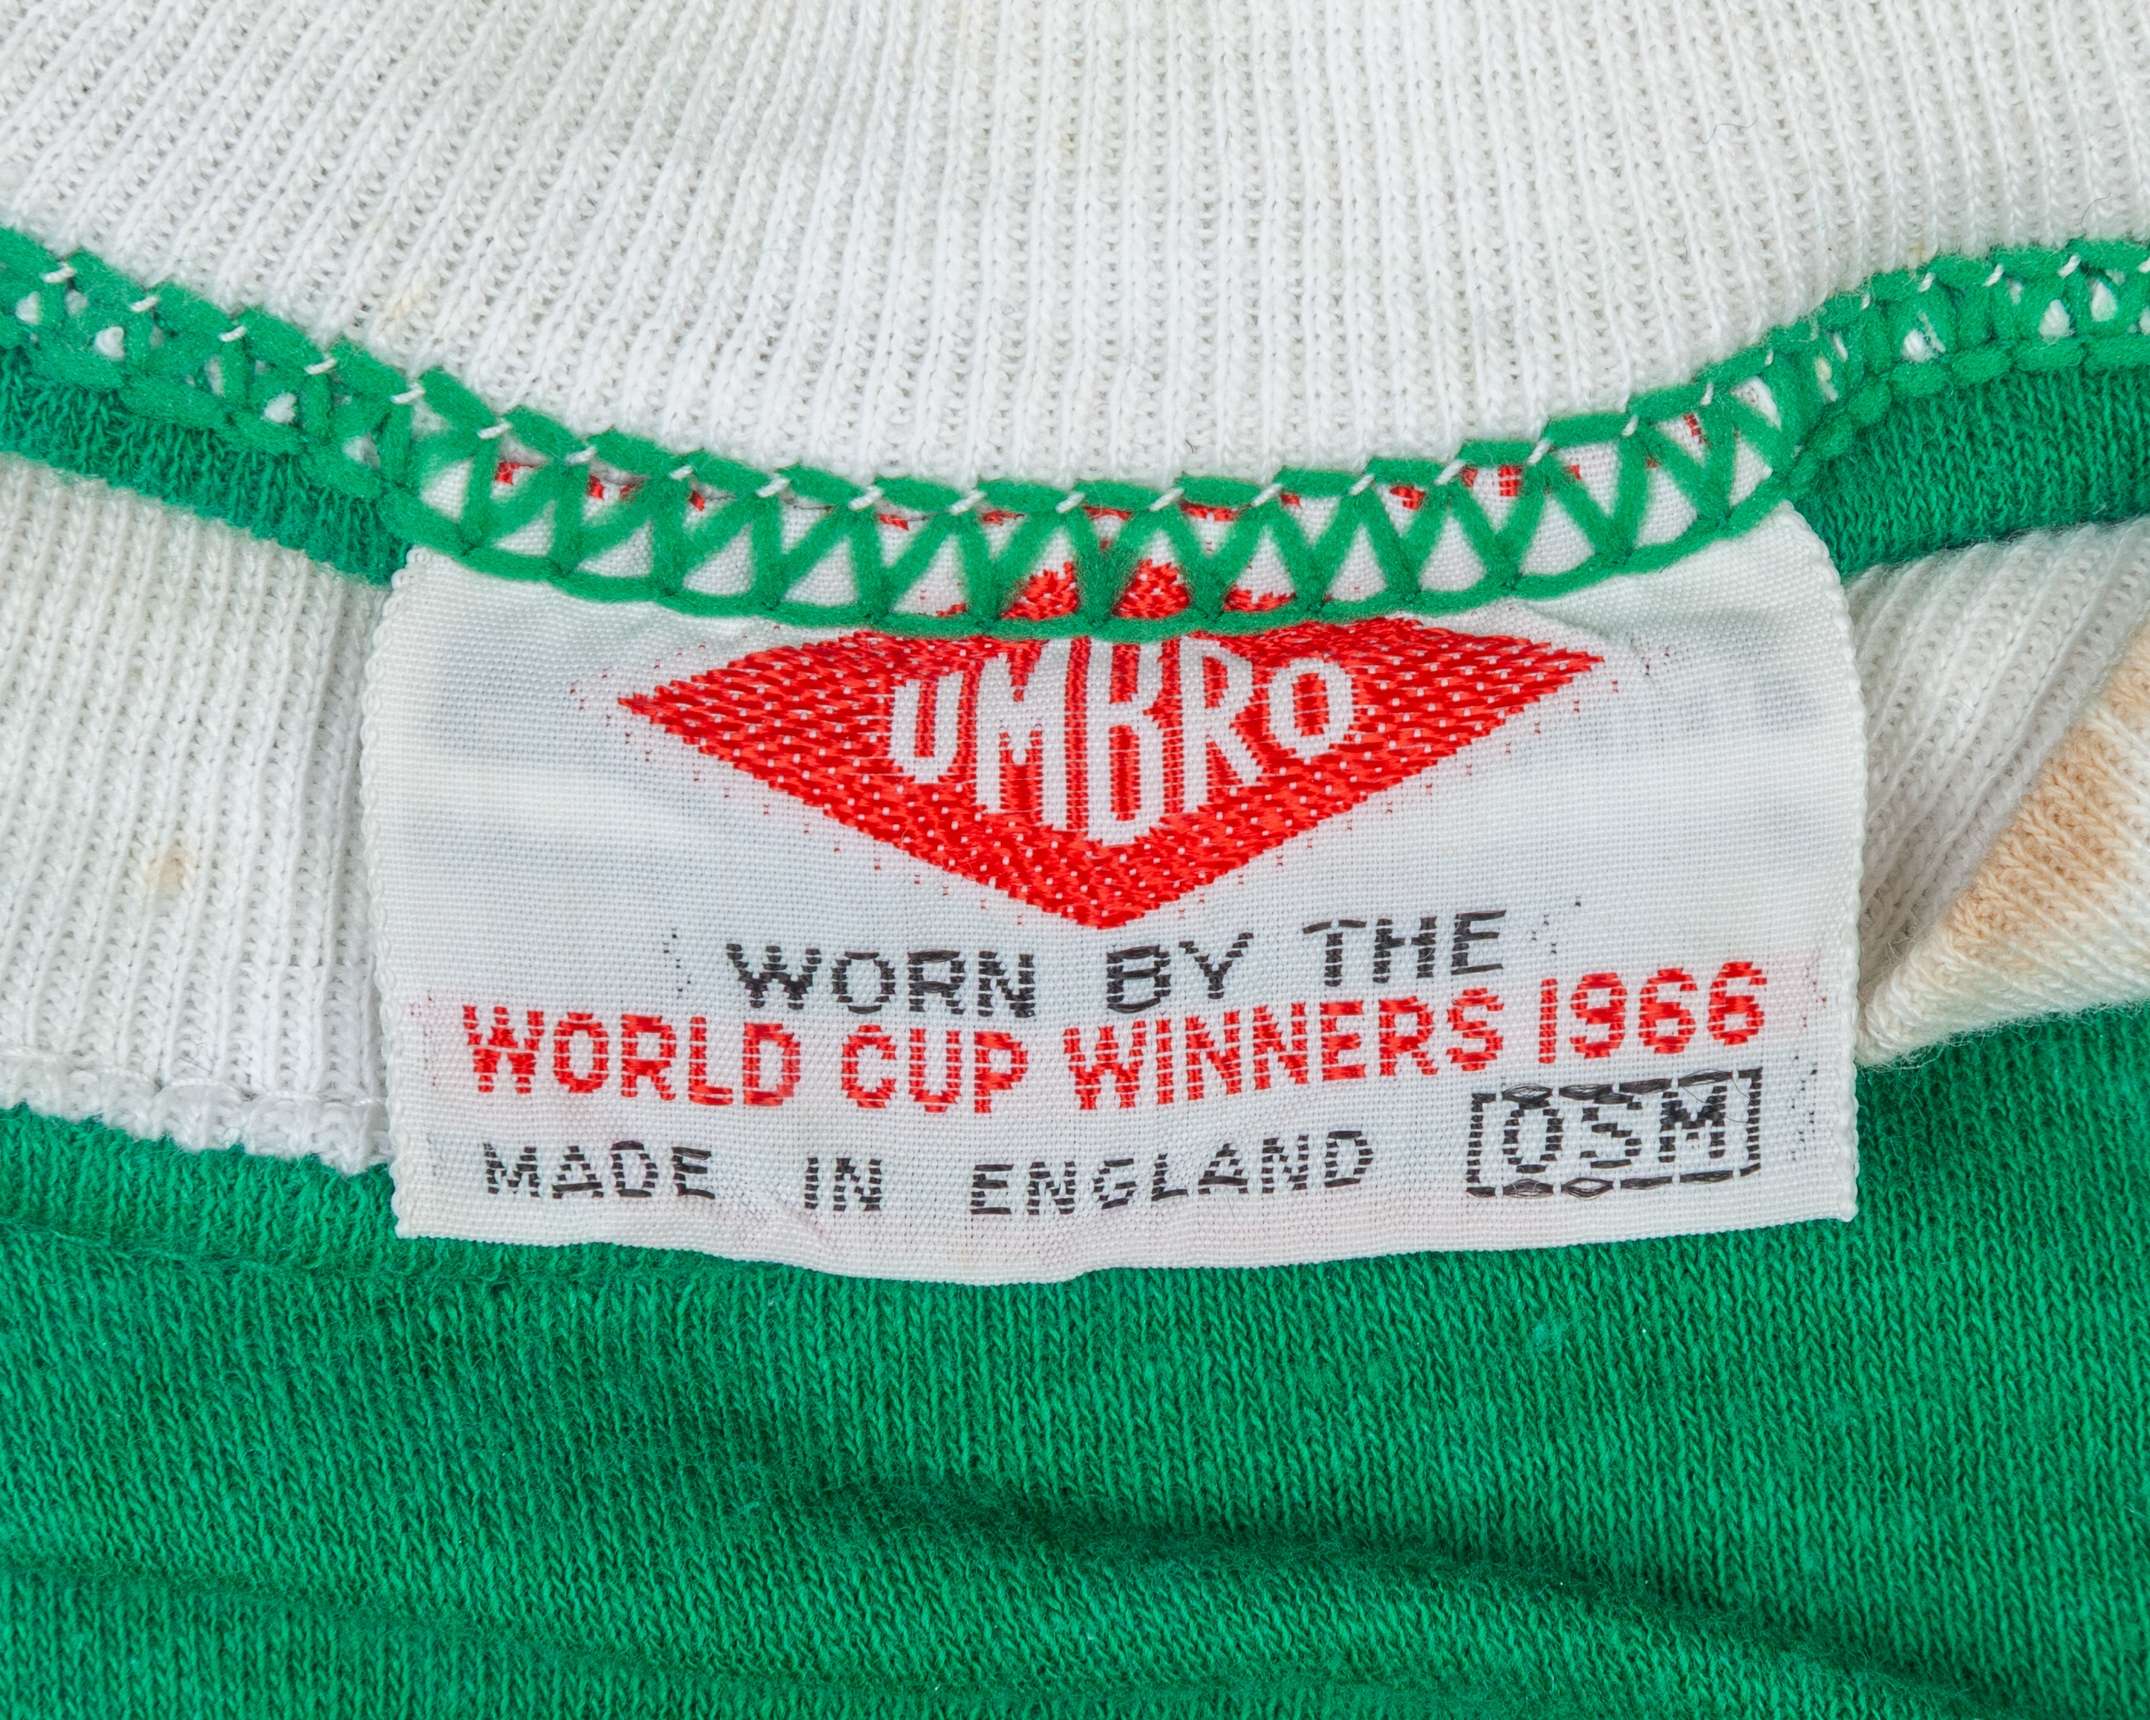 UMBRO
WORN BY THE
WORLD CUP WINNERS 1966
MADE IN ENGLAND OSM